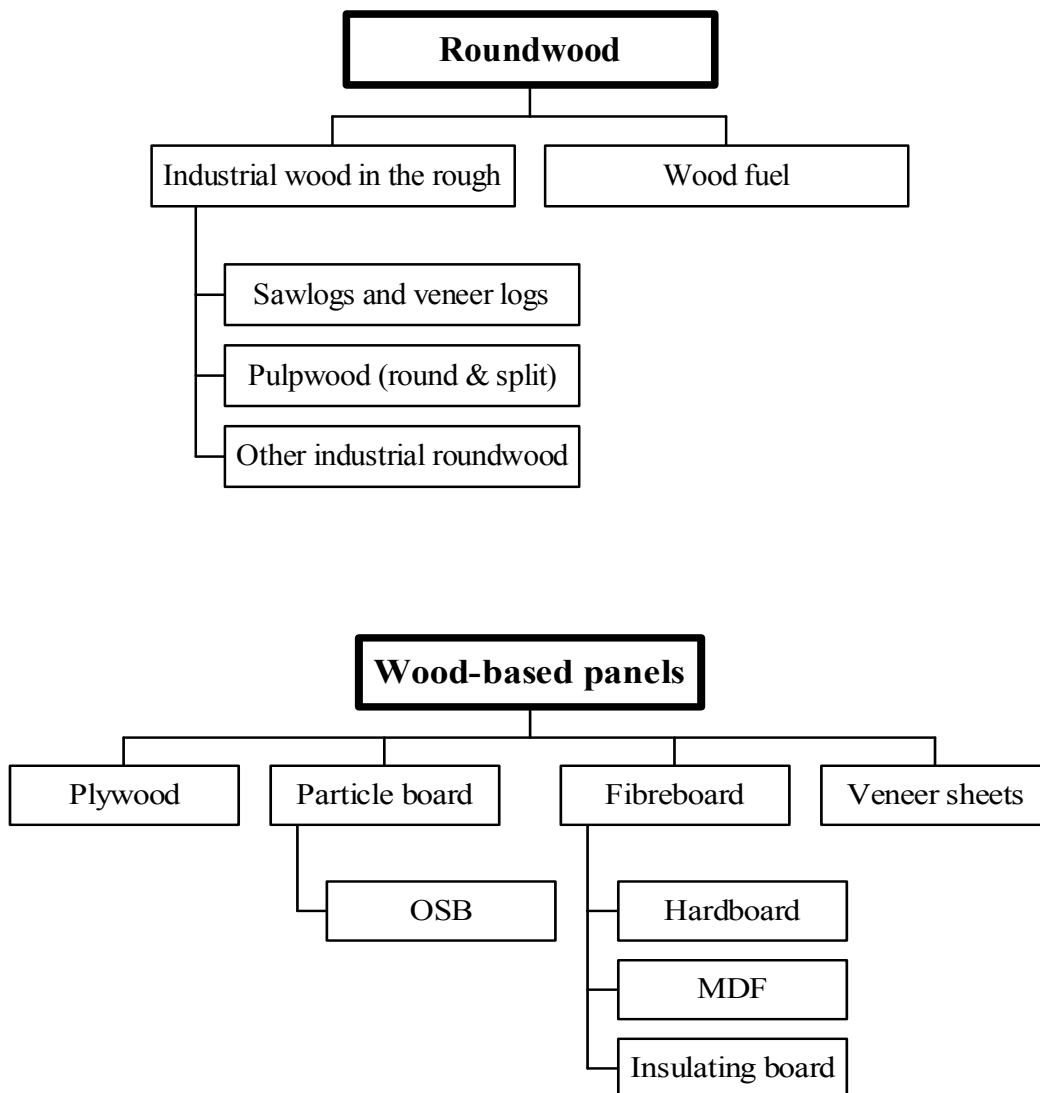 Roundwood
Industrial wood in the rough
Wood fuel
Sawlogs and veneer logs
Pulpwood (round & split)
Other industrial roundwood
Wood-based panels
Plywood
Particle board
Fibreboard
Veneer sheets
OSB
Hardboard
MDF
Insulating board